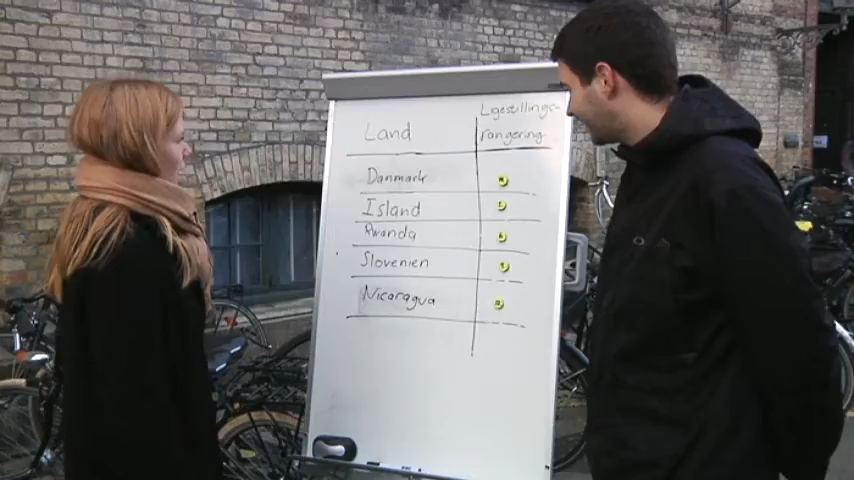 Land
Ligestillings-
rangering
Danmark
Island
Rwanda
Slovenien
Nicaragua